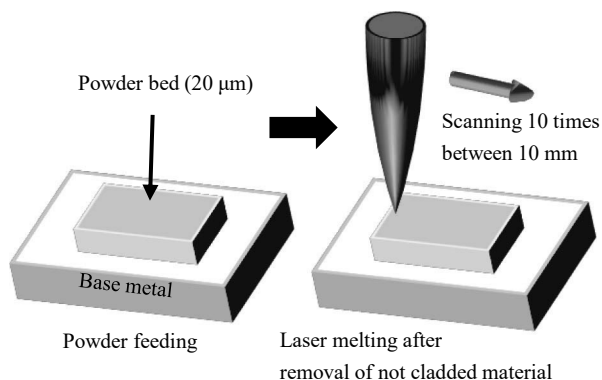 Powder bed (20 μm)
Scanning 10 times
between 10 mm
Base metal
Powder feeding
Laser melting after
removal of not cladded material